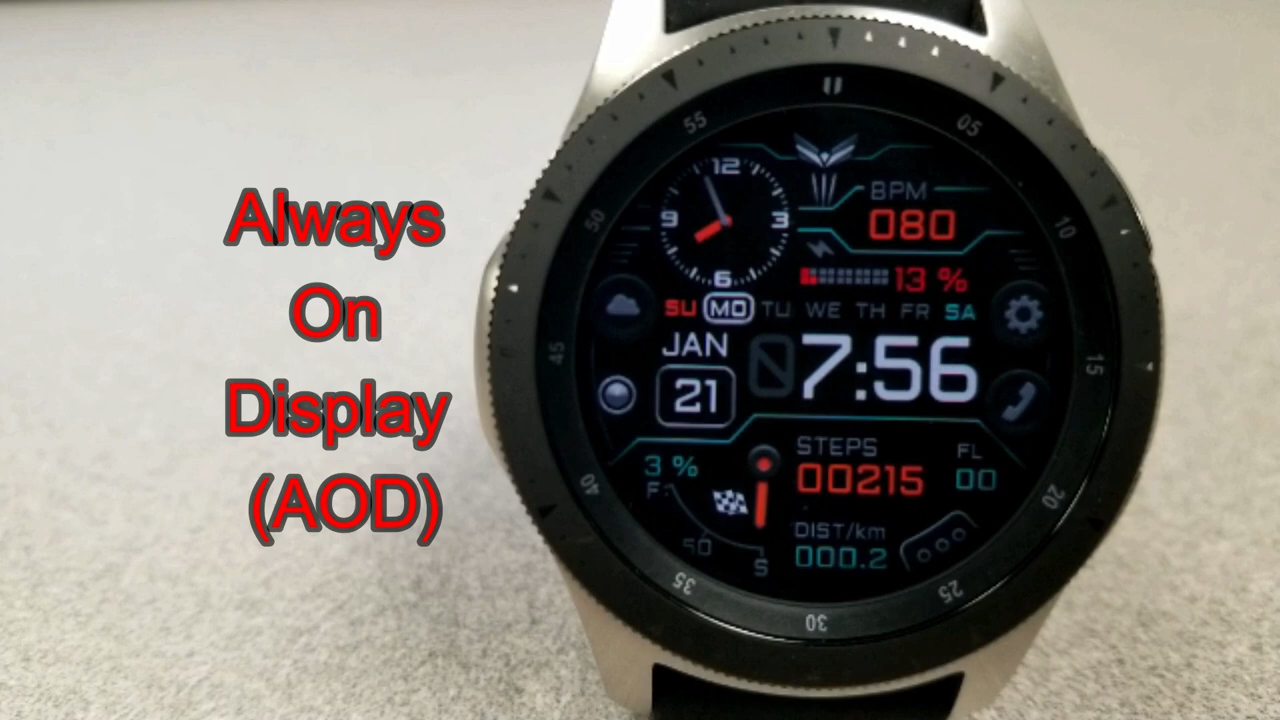 Always
On
Display
(AOD)
55
05
50
10
45
15
40
20
35
25
30
12
9
3
6
BPM
080
13 %
SU MO TU WE TH FR SA
JAN
21
7:56
3 %
F
50
S
STEPS
00215
FL
00
DIST/km
000.2